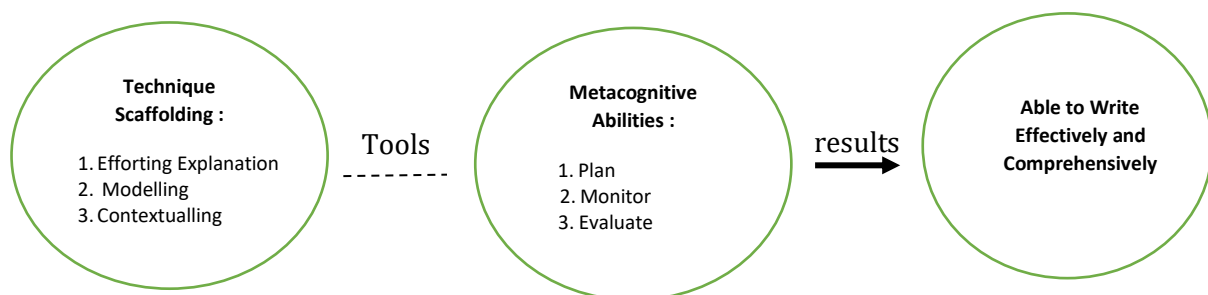 Technique
Scaffolding :
1. Efforting Explanation
2. Modelling
3. Contextualling
Tools
Metacognitive
Abilities :
1. Plan
2. Monitor
3. Evaluate
results
Able to Write
Effectively and
Comprehensively